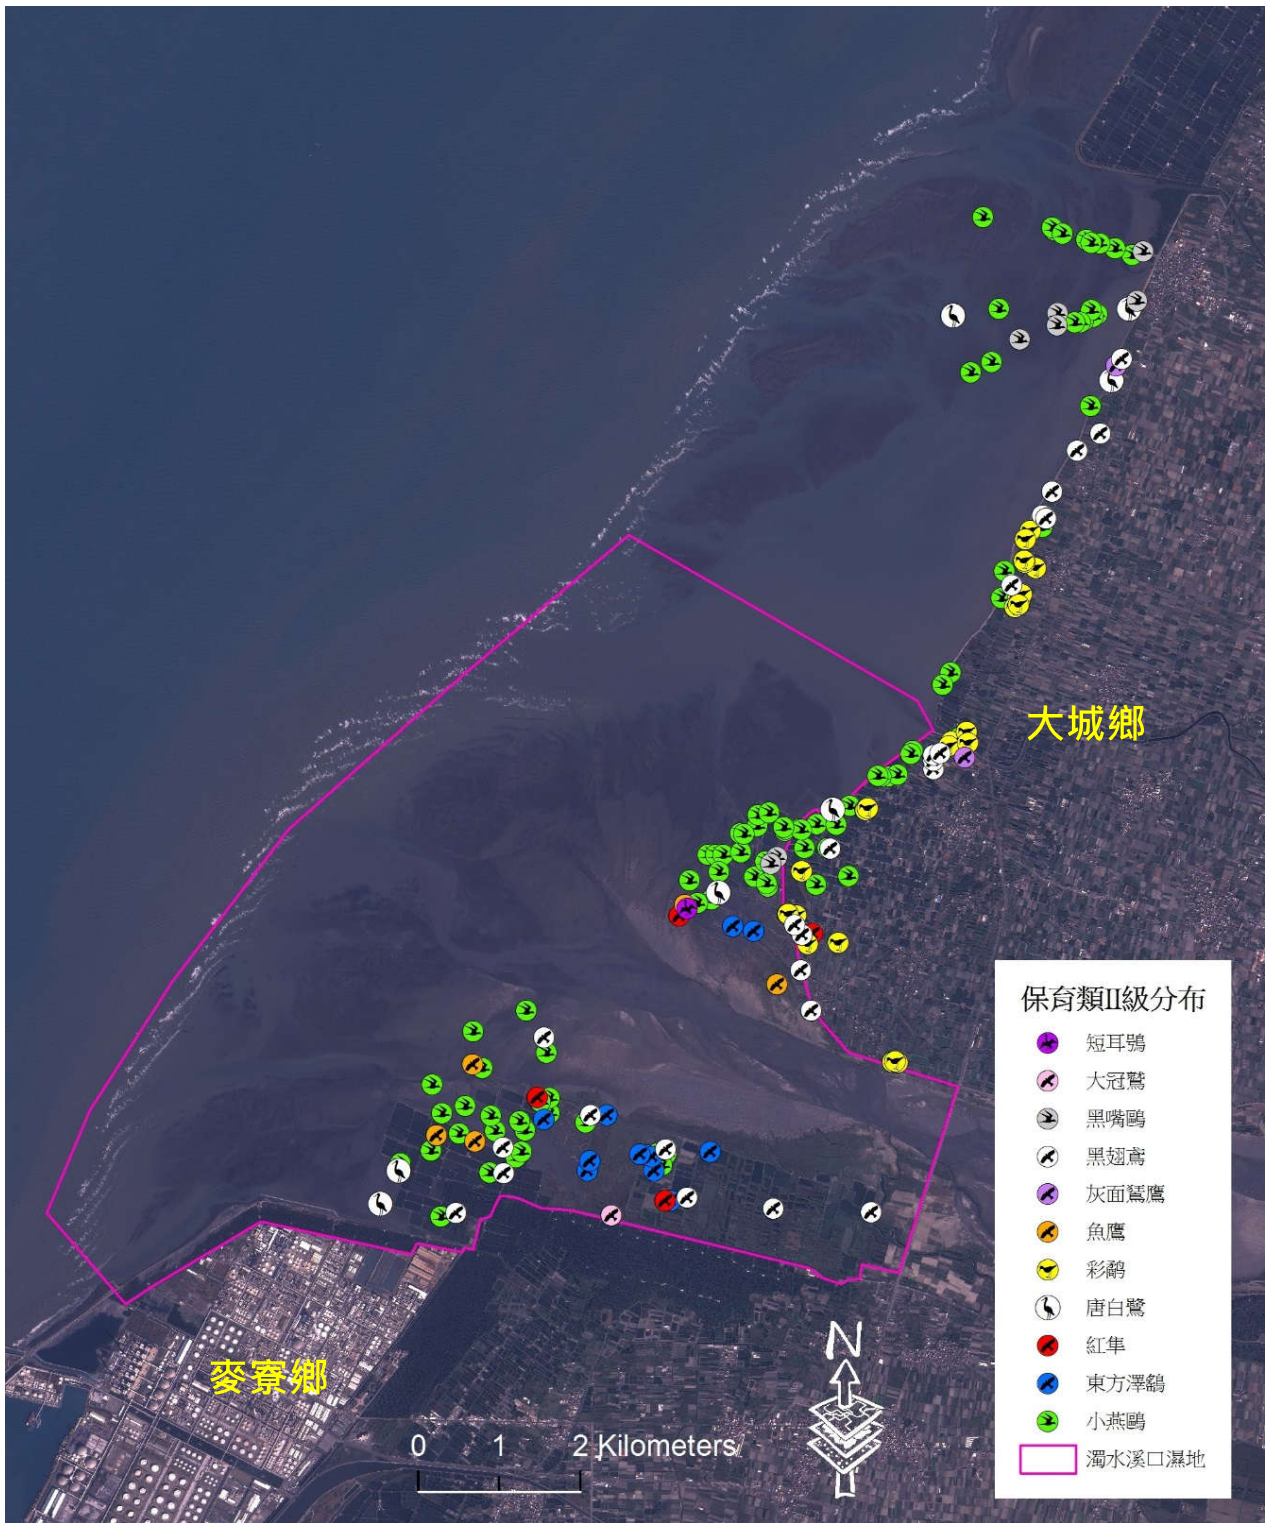 大城鄉
保育類II級分布
短耳鴞
大冠鷲
黑嘴鷗
黑翅鳶
灰面鵟鷹
魚鷹
彩鷸
唐白鷺
紅隼
東方澤鵟
小燕鷗
濁水溪口濕地
N
麥寮鄉
0 1 2 Kilometers